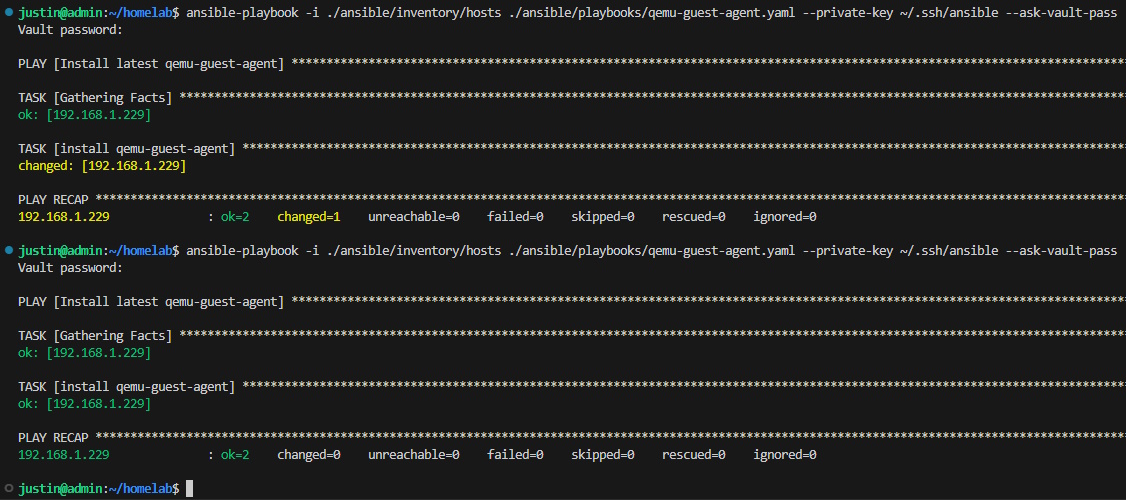 justin@admin:~/homelab$ ansible-playbook -i ./ansible/inventory/hosts ./ansible/playbooks/qemu-guest-agent.yaml --private-key ~/.ssh/ansible --ask-vault-pass
Vault password:
PLAY [Install latest qemu-guest-agent] ************************************************************************************************************************
TASK [Gathering Facts] ****************************************************************************************************************************************
ok: [192.168.1.229]
TASK [install qemu-guest-agent] *******************************************************************************************************************************
changed: [192.168.1.229]
PLAY RECAP ****************************************************************************************************************************************************
192.168.1.229              : ok=2    changed=1    unreachable=0    failed=0    skipped=0    rescued=0    ignored=0
justin@admin:~/homelab$ ansible-playbook -i ./ansible/inventory/hosts ./ansible/playbooks/qemu-guest-agent.yaml --private-key ~/.ssh/ansible --ask-vault-pass
Vault password:
PLAY [Install latest qemu-guest-agent] ************************************************************************************************************************
TASK [Gathering Facts] ****************************************************************************************************************************************
ok: [192.168.1.229]
TASK [install qemu-guest-agent] *******************************************************************************************************************************
ok: [192.168.1.229]
PLAY RECAP ****************************************************************************************************************************************************
192.168.1.229              : ok=2    changed=0    unreachable=0    failed=0    skipped=0    rescued=0    ignored=0
justin@admin:~/homelab$